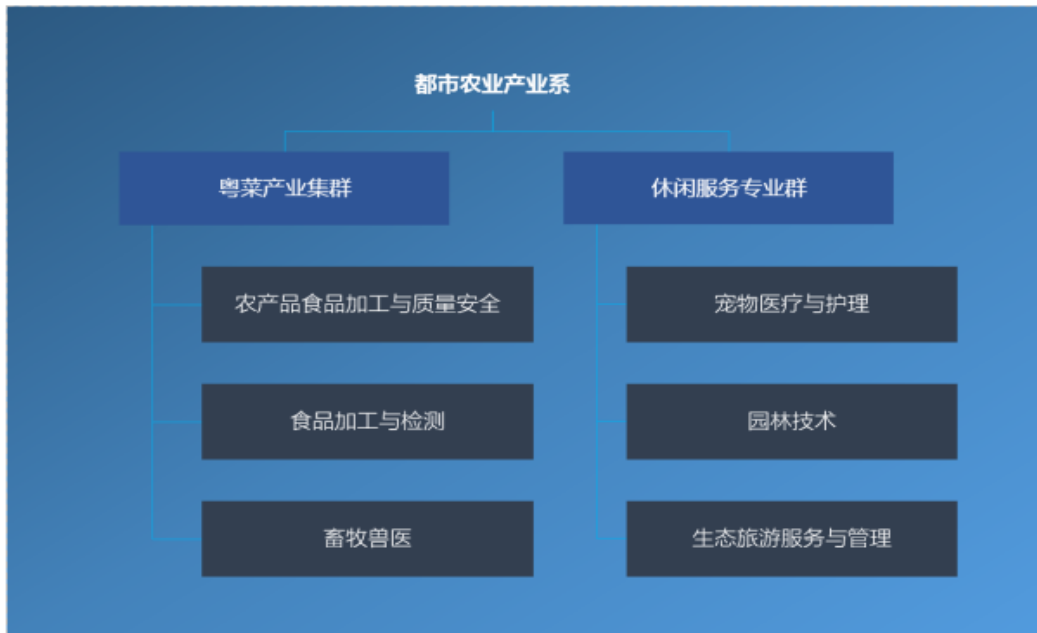 都市农业产业系
粤菜产业集群
休闲服务专业群
农产品食品加工与质量安全
宠物医疗与护理
食品加工与检测
园林技术
畜牧兽医
生态旅游服务与管理